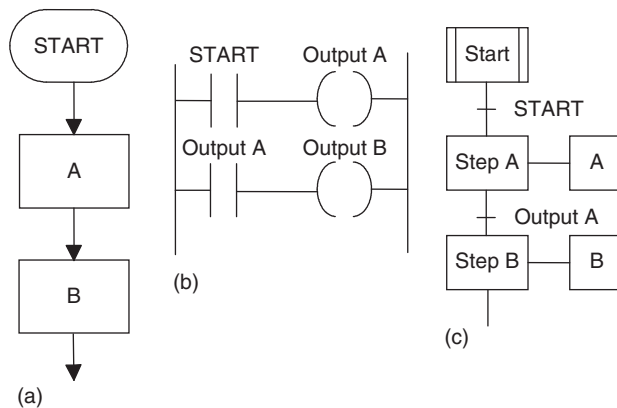 START
A
B
(a)
START Output A
Output A Output B
(b)
Start
START
Step A A
Output A
Step B B
(c)